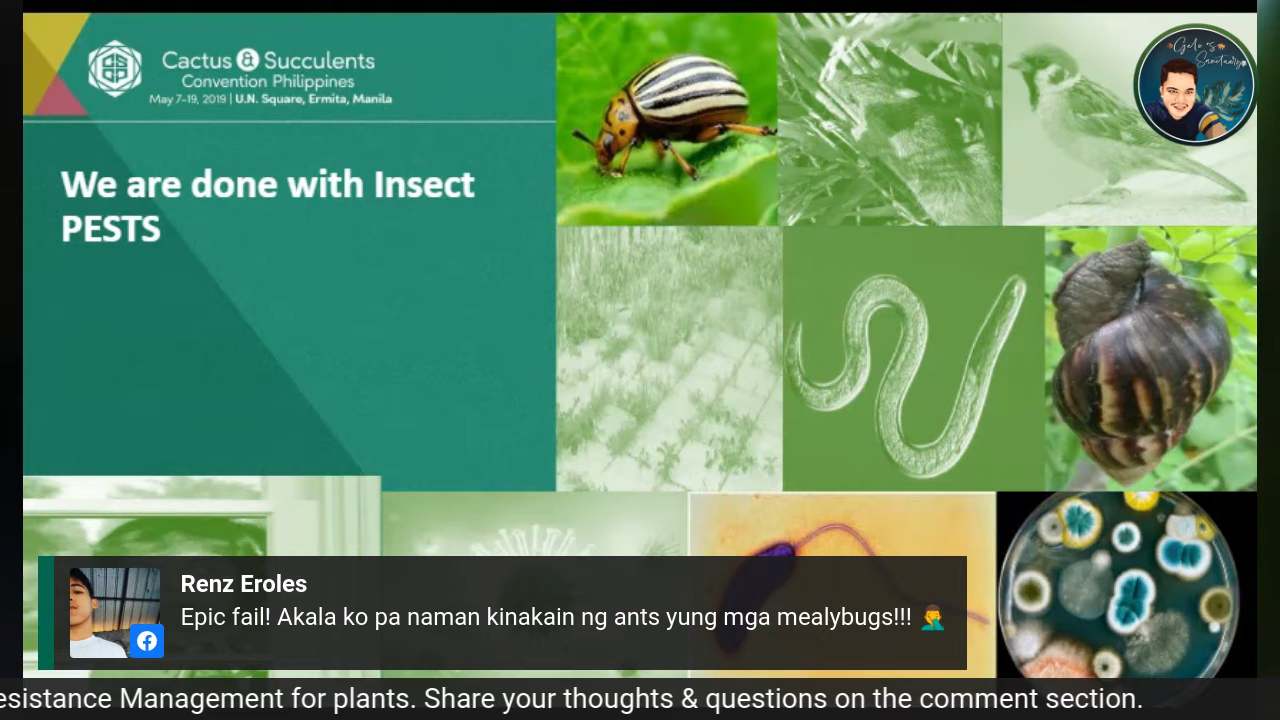 Cactus & Succulents
Convention Philippines
May 7-19, 2019 | U.N. Square, Ermita, Manila
Gelo's
Sanctuary
We are done with Insect
PESTS
Renz Eroles
Epic fail! Akala ko pa naman kinakain ng ants yung mga mealybugs!!! 🤦‍♂️
esistance Management for plants. Share your thoughts & questions on the comment section.